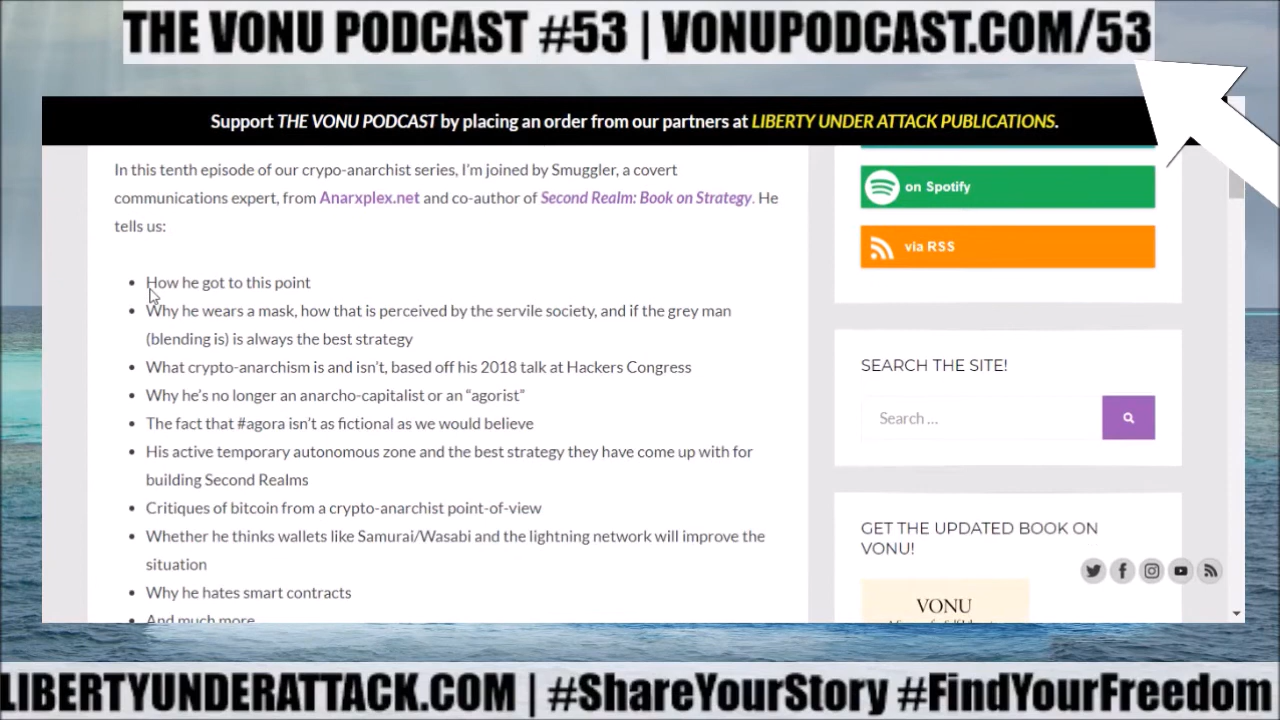 THE VONU PODCAST #53 | VONUPODCAST.COM/53
Support THE VONU PODCAST by placing an order from our partners at LIBERTY UNDER ATTACK PUBLICATIONS.
In this tenth episode of our crypo-anarchist series, I'm joined by Smuggler, a covert
communications expert, from Anarxplex.net and co-author of Second Realm: Book on Strategy. He
tells us:
• How he got to this point
• Why he wears a mask, how that is perceived by the servile society, and if the grey man
(blending is) is always the best strategy
• What crypto-anarchism is and isn't, based off his 2018 talk at Hackers Congress
• Why he's no longer an anarcho-capitalist or an "agorist"
• The fact that #agora isn't as fictional as we would believe
• His active temporary autonomous zone and the best strategy they have come up with for
building Second Realms
• Critiques of bitcoin from a crypto-anarchist point-of-view
• Whether he thinks wallets like Samurai/Wasabi and the lightning network will improve the
situation
• Why he hates smart contracts
• And much more
on Spotify
via RSS
SEARCH THE SITE!
Search ...
GET THE UPDATED BOOK ON
VONU!
VONU
LIBERTYUNDERATTACK.COM | #ShareYourStory #FindYourFreedom